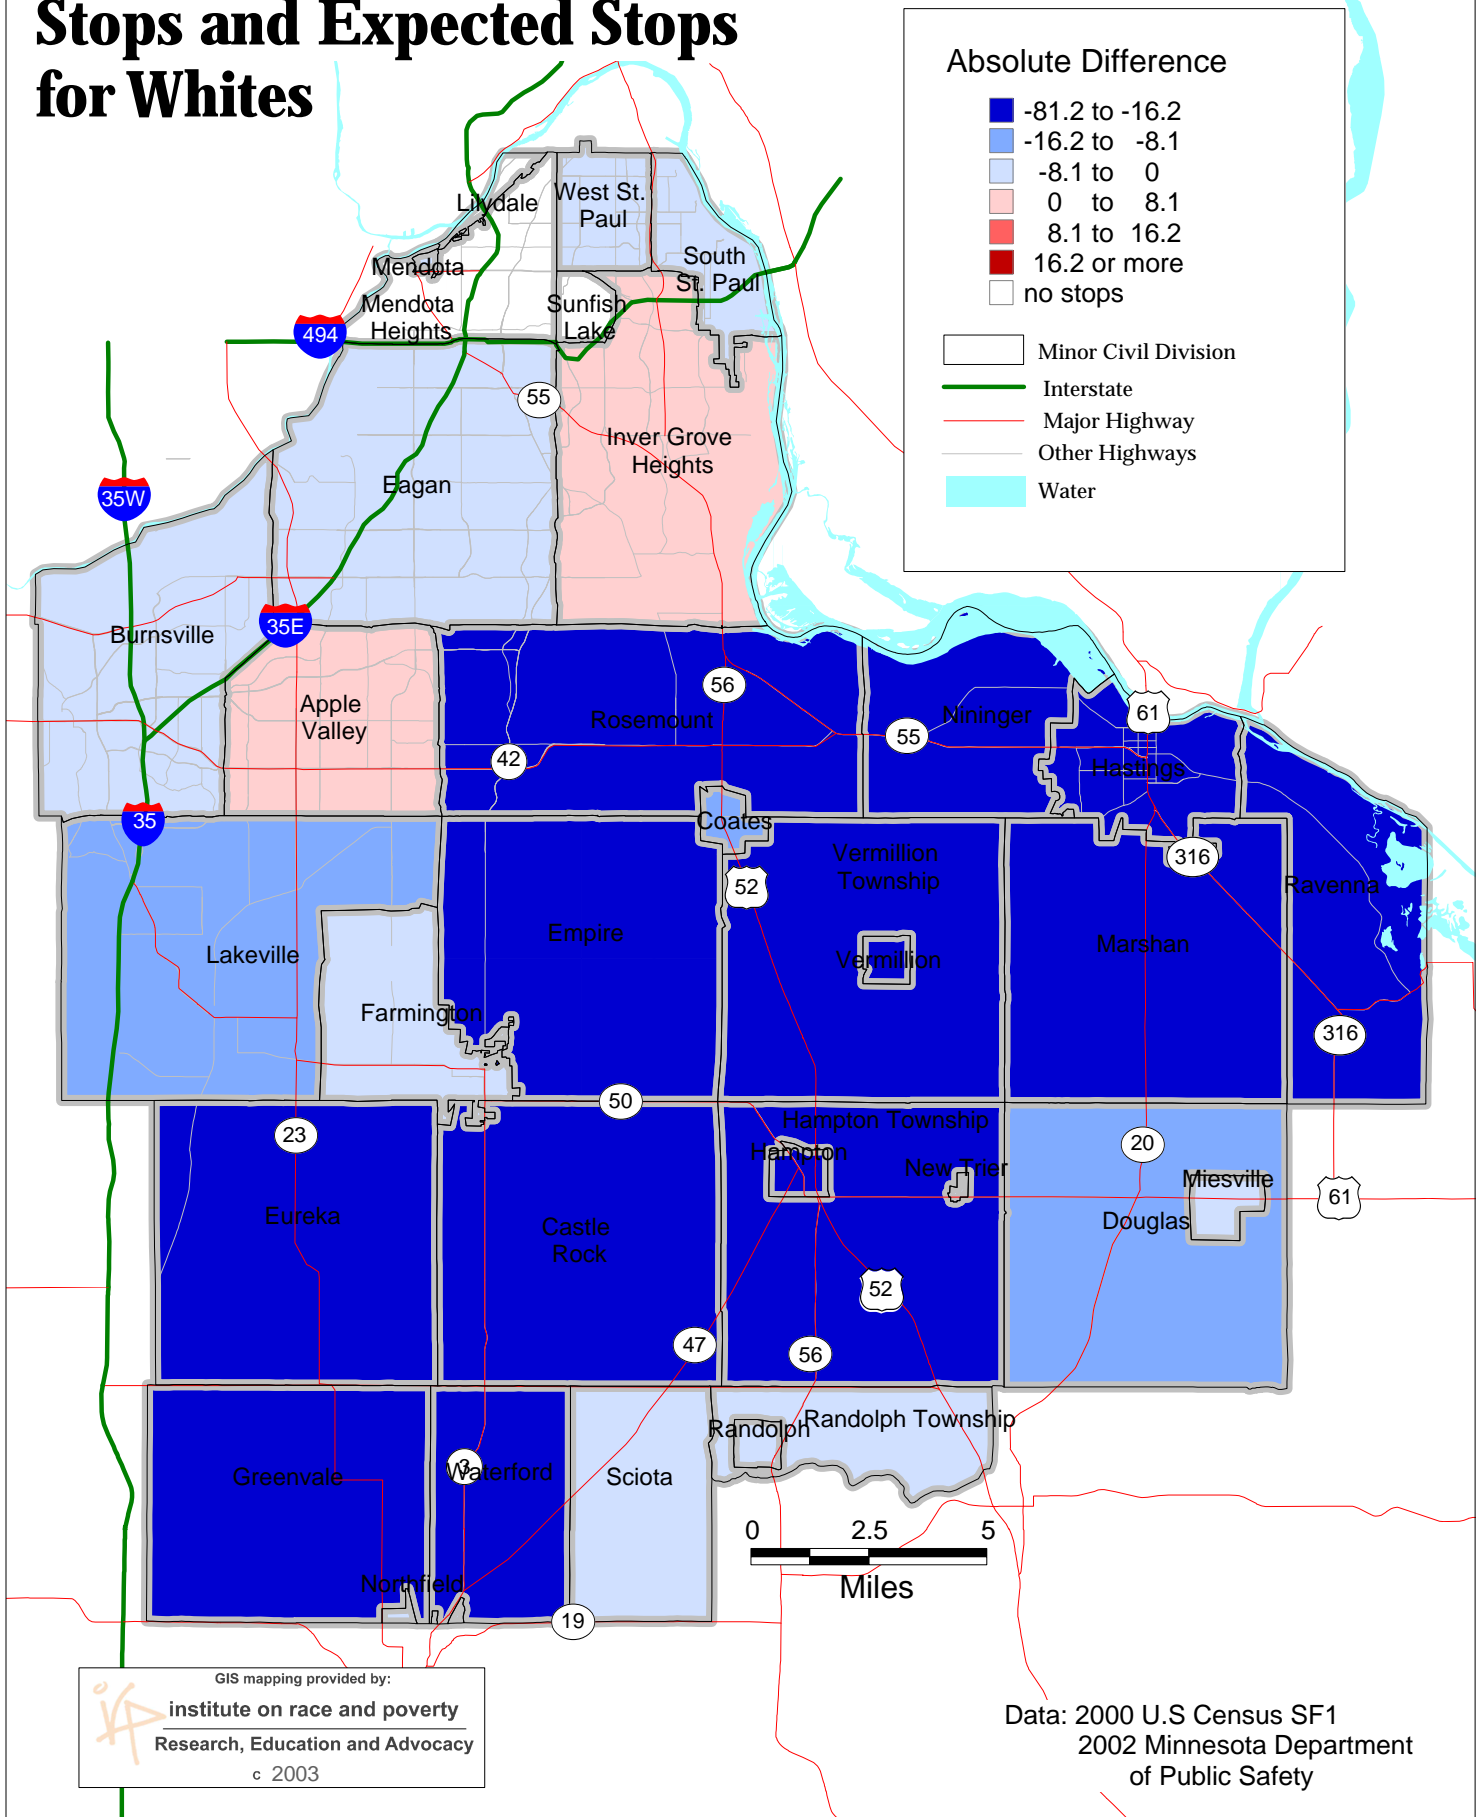 Stops and Expected Stops
for Whites
Absolute Difference
-81.2 to -16.2
-16.2 to -8.1
-8.1 to 0
0 to 8.1
8.1 to 16.2
16.2 or more
no stops
Minor Civil Division
Interstate
Major Highway
Other Highways
Water
Lilydale
West St.
Paul
Mendota
South
St. Paul
Mendota
Heights
Sunfish
Lake
494
55
Inver Grove
Heights
Eagan
35W
35E
Burnsville
Apple
Valley
56
Rosemount
Nininger
61
55
42
Hastings
35
Coates
Vermillion
Township
316
52
Ravenna
Empire
Marshan
Lakeville
Vermillion
Farmington
316
50
23
Hampton Township
20
Hampton
New Trier
Miesville
61
Eureka
Castle
Rock
Douglas
52
47
56
Randolph
Randolph Township
3
Greenvale
Waterford
Sciota
0 2.5 5
Miles
Northfield
19
GIS mapping provided by:
irp
institute on race and poverty
Research, Education and Advocacy
c 2003
Data: 2000 U.S Census SF1
2002 Minnesota Department
of Public Safety